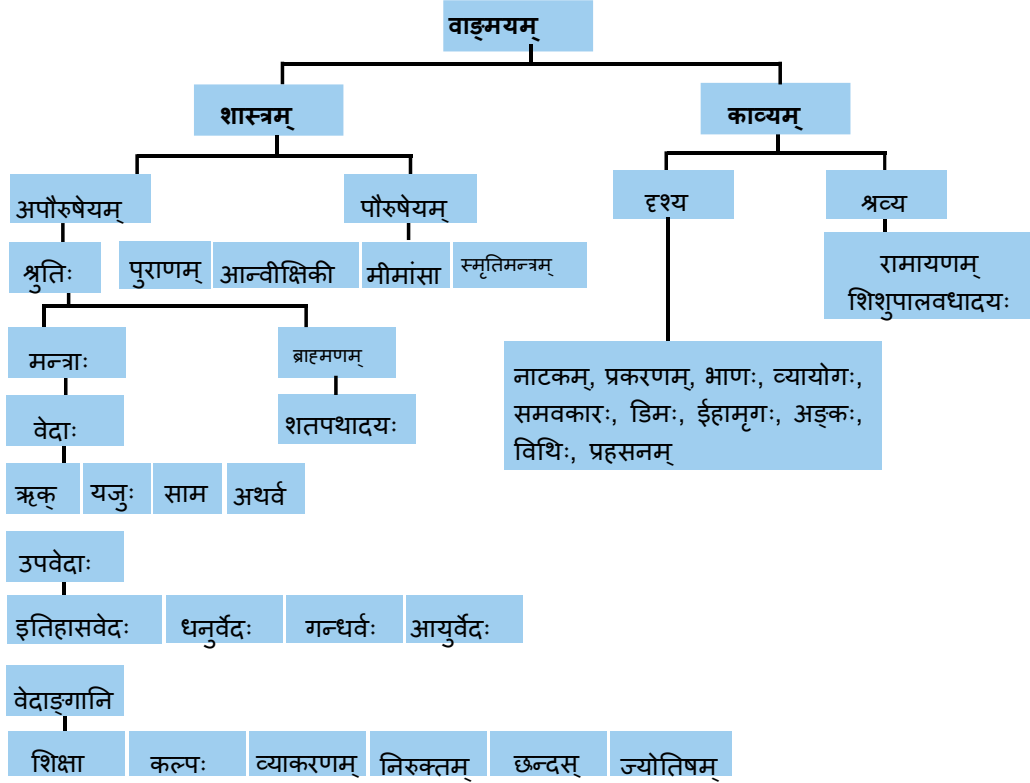 वाङ्मयम्
शास्त्रम्
काव्यम्
अपौरुषेयम्
पौरुषेयम्
दृश्य
श्रव्य
श्रुतिः
पुराणम्
आन्वीक्षिकी
मीमांसा
स्मृतिमन्त्रम्
रामायणम्
शिशुपालवधादयः
मन्त्राः
ब्राह्मणम्
नाटकम्, प्रकरणम्, भाणः, व्यायोगः,
समवकारः, डिमः, ईहामृगः, अङ्कः,
विथिः, प्रहसनम्
वेदाः
शतपथादयः
ऋक्
यजुः
साम
अथर्व
उपवेदाः
इतिहासवेदः
धनुर्वेदः
गन्धर्वः
आयुर्वेदः
वेदाङ्गानि
शिक्षा
कल्पः
व्याकरणम्
निरुक्तम्
छन्दस्
ज्योतिषम्